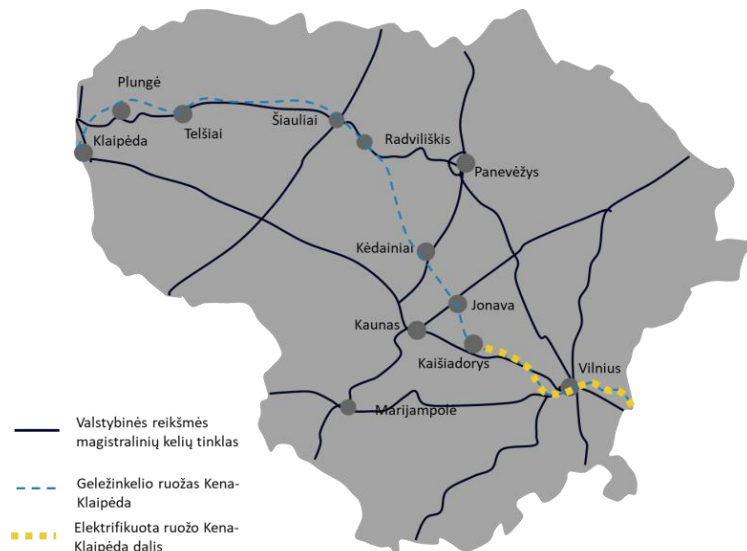 Plungė
Klaipėda
Telšiai
Šiauliai
Radviliškis
Panevėžys
Kėdainiai
Jonava
Kaunas
Kaišiadorys
Vilnius
Marijampolė
Valstybinės reikšmės
magistralinių kelių tinklas
Geležinkelio ruožas Kena-
Klaipėda
Elektrifikuota ruožo Kena-
Klaipėda dalis